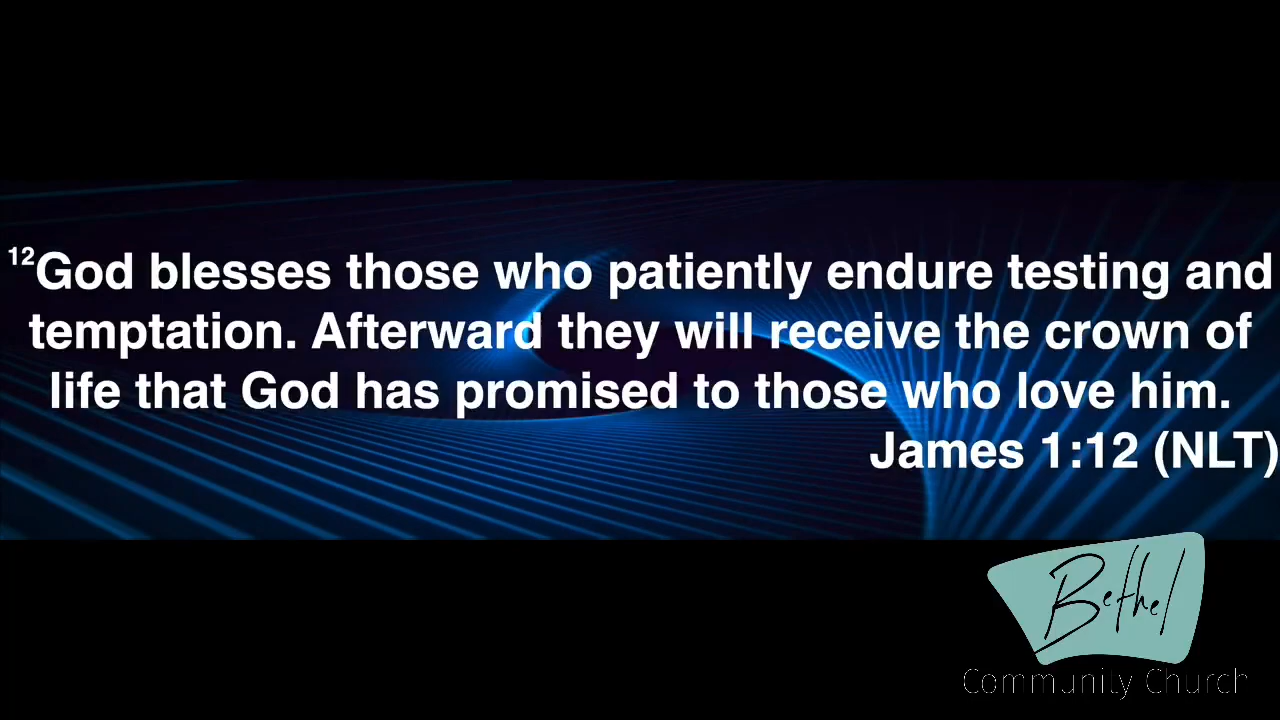 ¹²God blesses those who patiently endure testing and
temptation. Afterward they will receive the crown of
life that God has promised to those who love him.
James 1:12 (NLT)
Bethel
Community Church